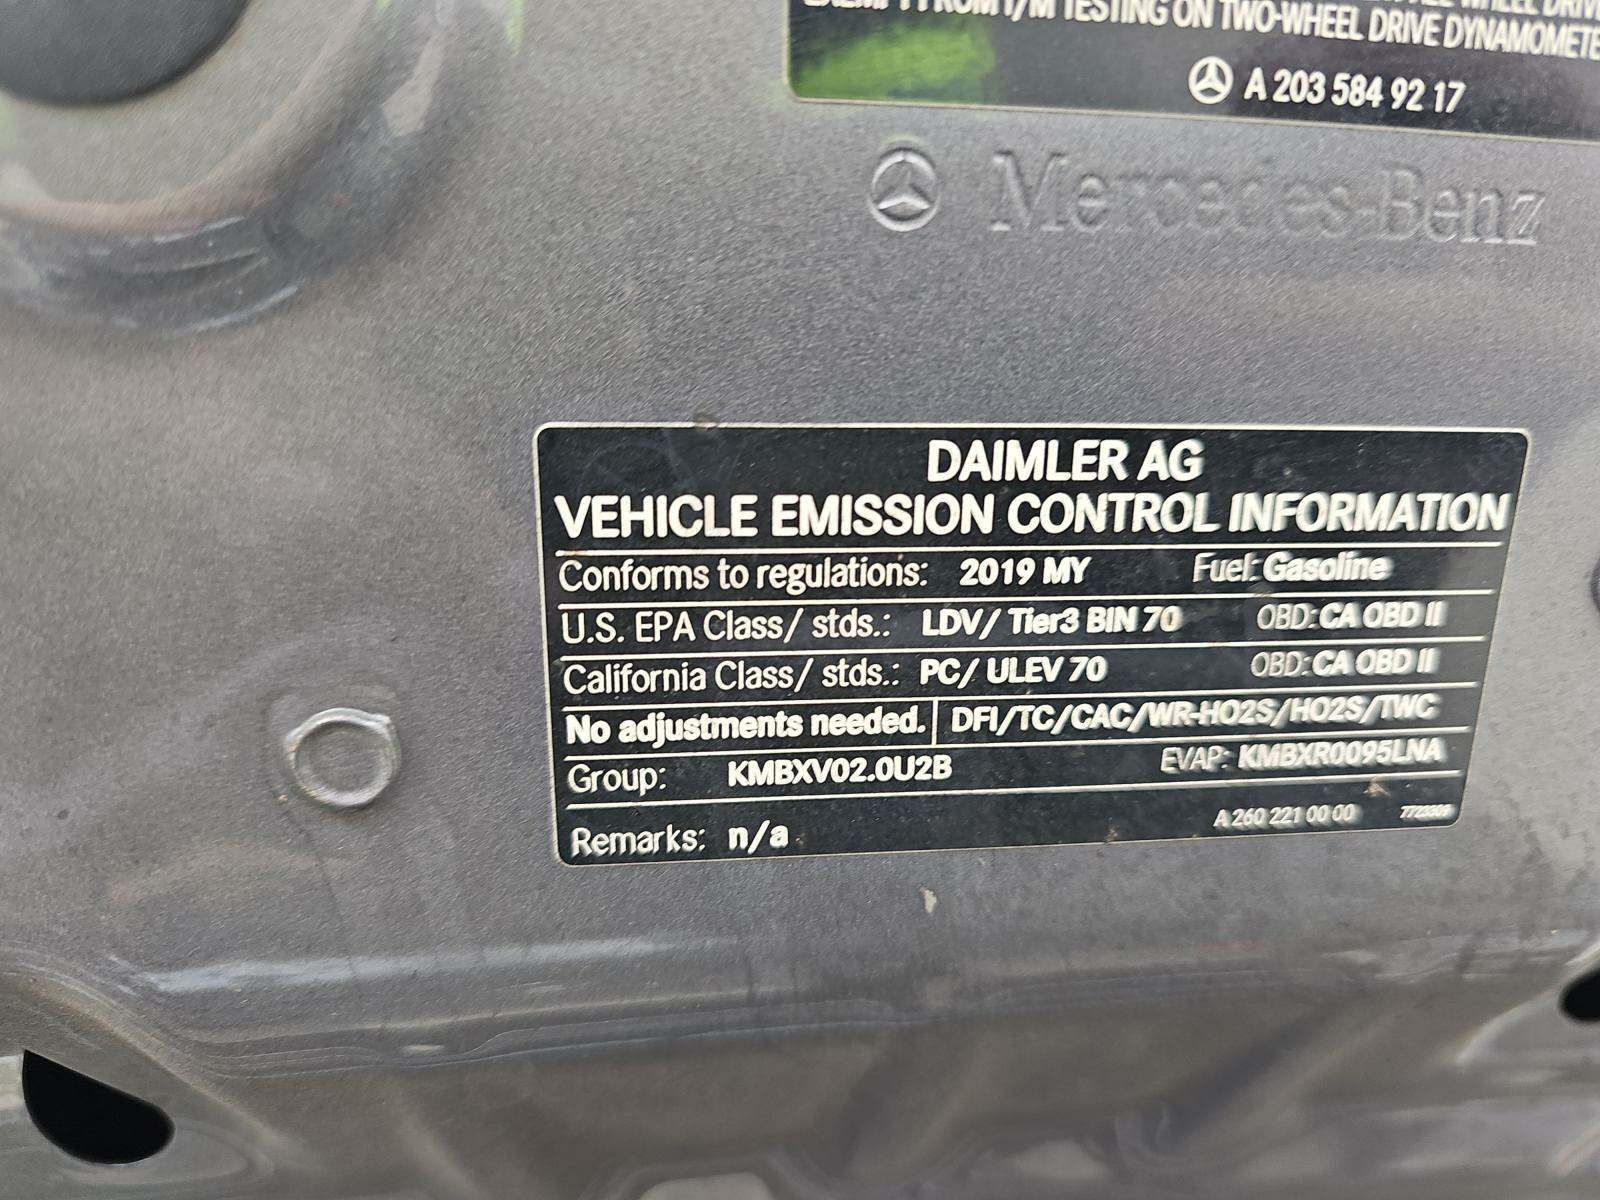 EXEMPT FROM I/M TESTING ON TWO-WHEEL DRIVE
A 203 584 92 17
Mercedes-Benz
DAIMLER AG
VEHICLE EMISSION CONTROL INFORMATION
Conforms to regulations: 2019 MY Fuel: Gasoline
U.S. EPA Class/ stds.: LDV/ Tier3 BIN 70 OBD: CA OBD II
California Class/ stds.: PC/ ULEV 70 OBD: CA OBD II
No adjustments needed. DFI/TC/CAC/WR-HO2S/HO2S/TWC
Group: KMBXV02.0U2B EVAP: KMBXR0095LNA
Remarks: n/a A 260 221 00 00